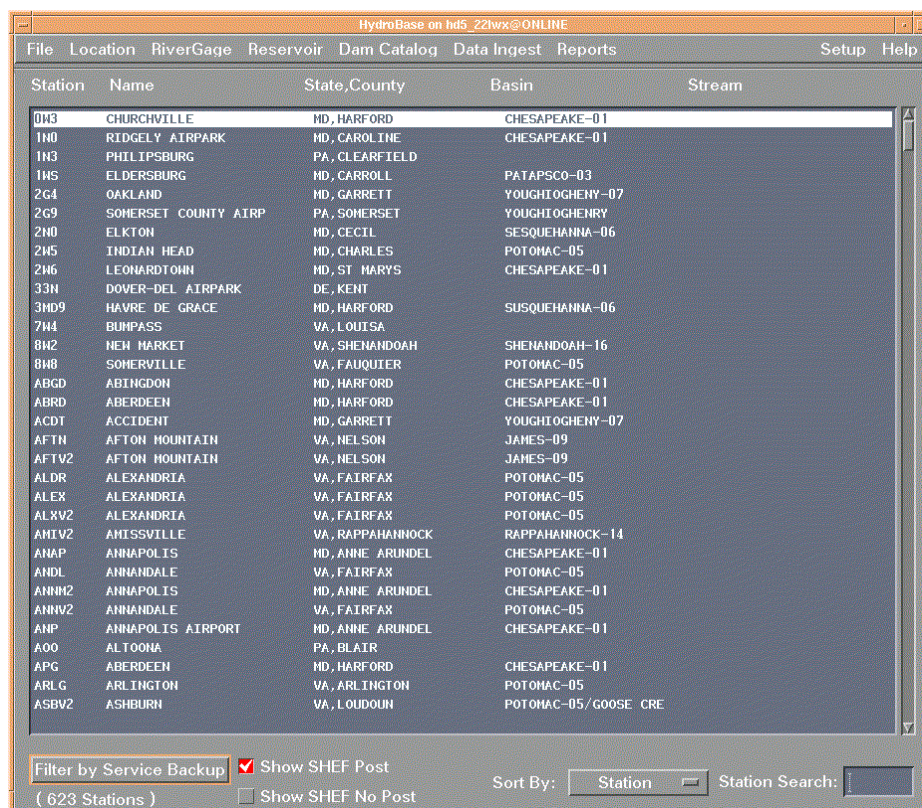 HydroBase on hd5_22lwx@ONLINE
File Location RiverGage Reservoir Dam Catalog Data Ingest Reports Setup Help
Station Name State,County Basin Stream
0W3 CHURCHVILLE MD,HARFORD CHESAPEAKE-01
1N0 RIDGELY AIRPARK MD,CAROLINE CHESAPEAKE-01
1N3 PHILIPSBURG PA,CLEARFIELD
1WS ELDERSBURG MD,CARROLL PATAPSCO-03
2G4 OAKLAND MD,GARRETT YOUGHIOGHENY-07
2G9 SOMERSET COUNTY AIRP PA,SOMERSET YOUGHIOGHENRY
2N0 ELKTON MD,CECIL SESQUEHANNA-06
2W5 INDIAN HEAD MD,CHARLES POTOMAC-05
2W6 LEONARDTOWN MD,ST MARYS CHESAPEAKE-01
33N DOVER-DEL AIRPARK DE,KENT
3MD9 HAVRE DE GRACE MD,HARFORD SUSQUEHANNA-06
7W4 BUMPASS VA,LOUISA
8W2 NEW MARKET VA,SHENANDOAH SHENANDOAH-16
8W8 SOMERVILLE VA,FAUQUIER POTOMAC-05
ABGD ABINGDON MD,HARFORD CHESAPEAKE-01
ABRD ABERDEEN MD,HARFORD CHESAPEAKE-01
ACDT ACCIDENT MD,GARRETT YOUGHIOGHENY-07
AFTN AFTON MOUNTAIN VA,NELSON JAMES-09
AFTV2 AFTON MOUNTAIN VA,NELSON JAMES-09
ALDR ALEXANDRIA VA,FAIRFAX POTOMAC-05
ALEX ALEXANDRIA VA,FAIRFAX POTOMAC-05
ALXV2 ALEXANDRIA VA,FAIRFAX POTOMAC-05
AMIV2 AMISSVILLE VA,RAPPAHANNOCK RAPPAHANNOCK-14
ANAP ANNAPOLIS MD,ANNE ARUNDEL CHESAPEAKE-01
ANDL ANNANDALE VA,FAIRFAX POTOMAC-05
ANNM2 ANNAPOLIS MD,ANNE ARUNDEL CHESAPEAKE-01
ANNV2 ANNANDALE VA,FAIRFAX POTOMAC-05
ANP ANNAPOLIS AIRPORT MD,ANNE ARUNDEL CHESAPEAKE-01
AOO ALTOONA PA,BLAIR
APG ABERDEEN MD,HARFORD CHESAPEAKE-01
ARLG ARLINGTON VA,ARLINGTON POTOMAC-05
ASBV2 ASHBURN VA,LOUDOUN POTOMAC-05/GOOSE CRE
Filter by Service Backup Show SHEF Post Sort By: Station Station Search:
( 623 Stations ) Show SHEF No Post